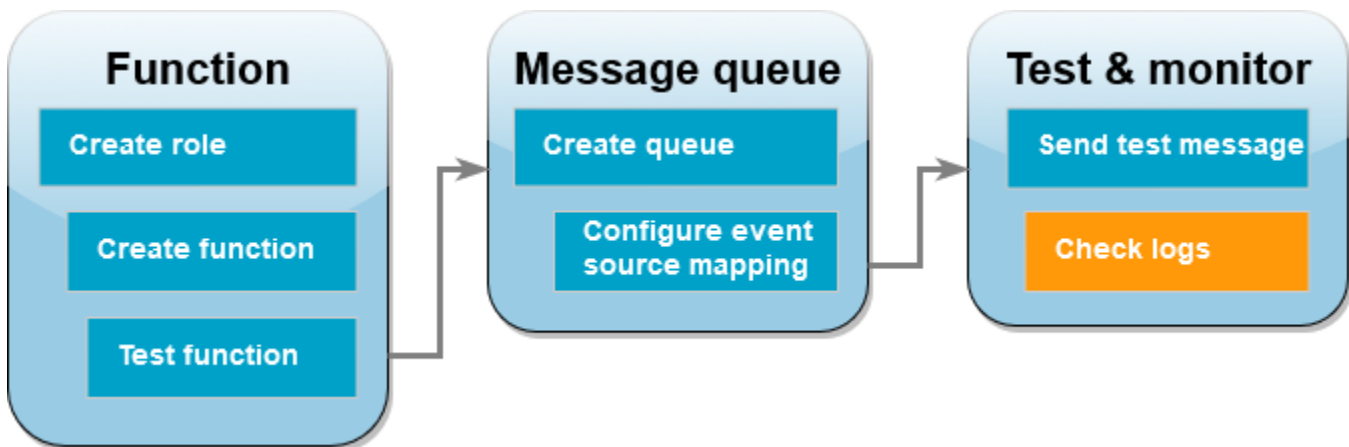 Function
Create role
Create function
Test function
Message queue
Create queue
Configure event
source mapping
Test & monitor
Send test message
Check logs